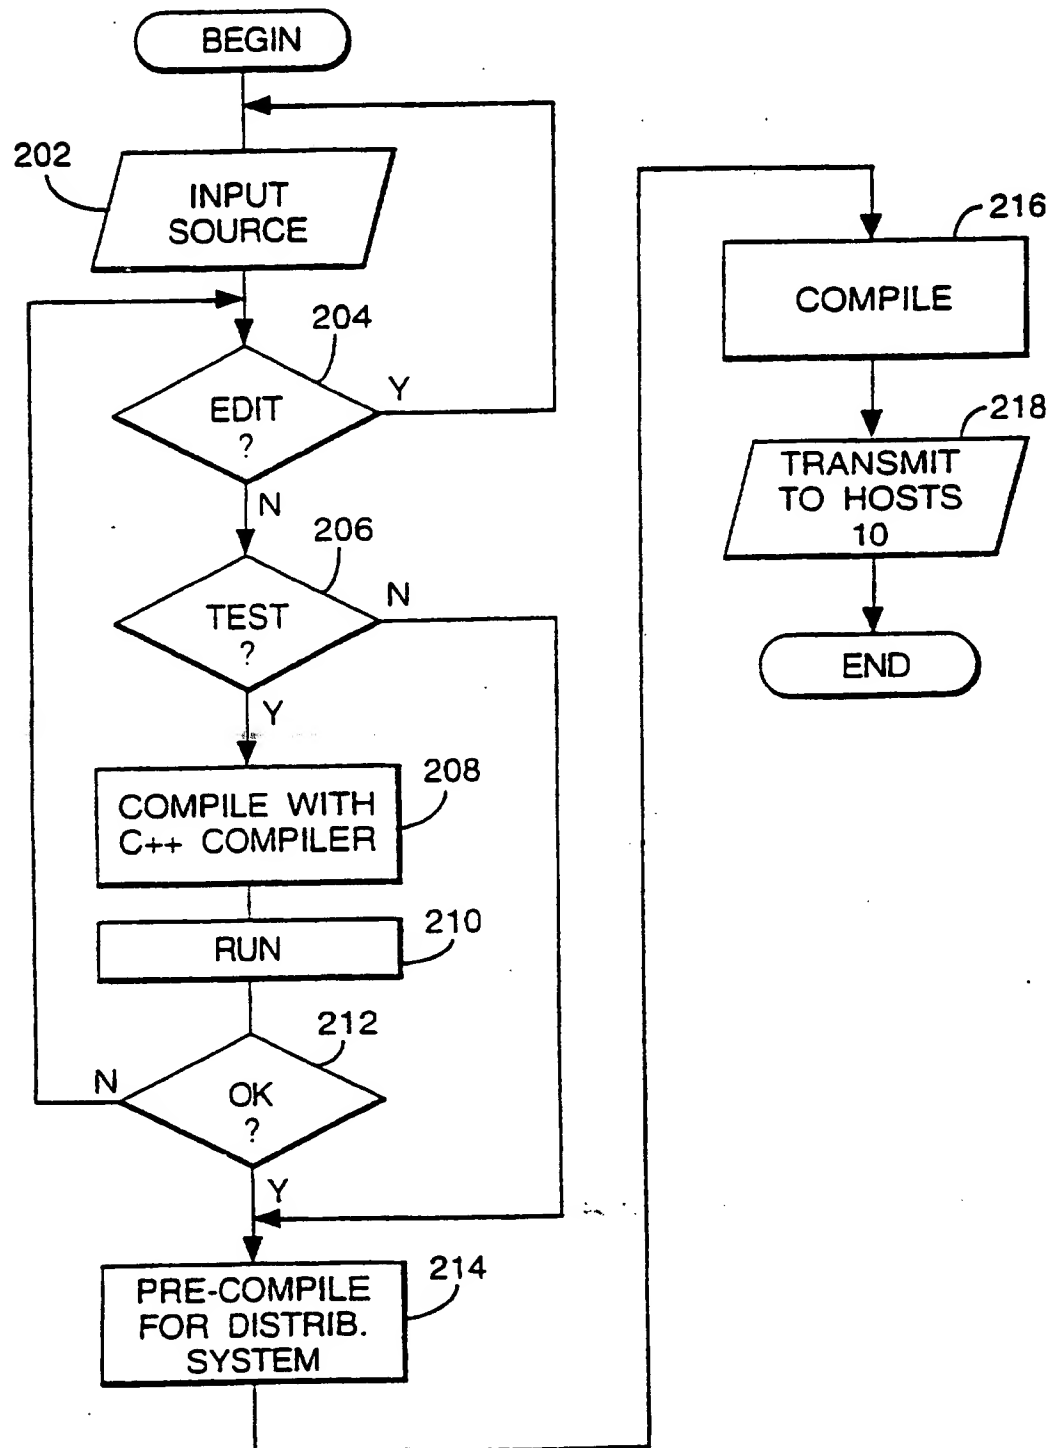 BEGIN
202
INPUT
SOURCE
204
EDIT
?
Y
N
206
TEST
?
N
Y
208
COMPILE WITH
C++ COMPILER
210
RUN
212
OK
?
N
Y
214
PRE-COMPILE
FOR DISTRIB.
SYSTEM
216
COMPILE
218
TRANSMIT
TO HOSTS
10
END